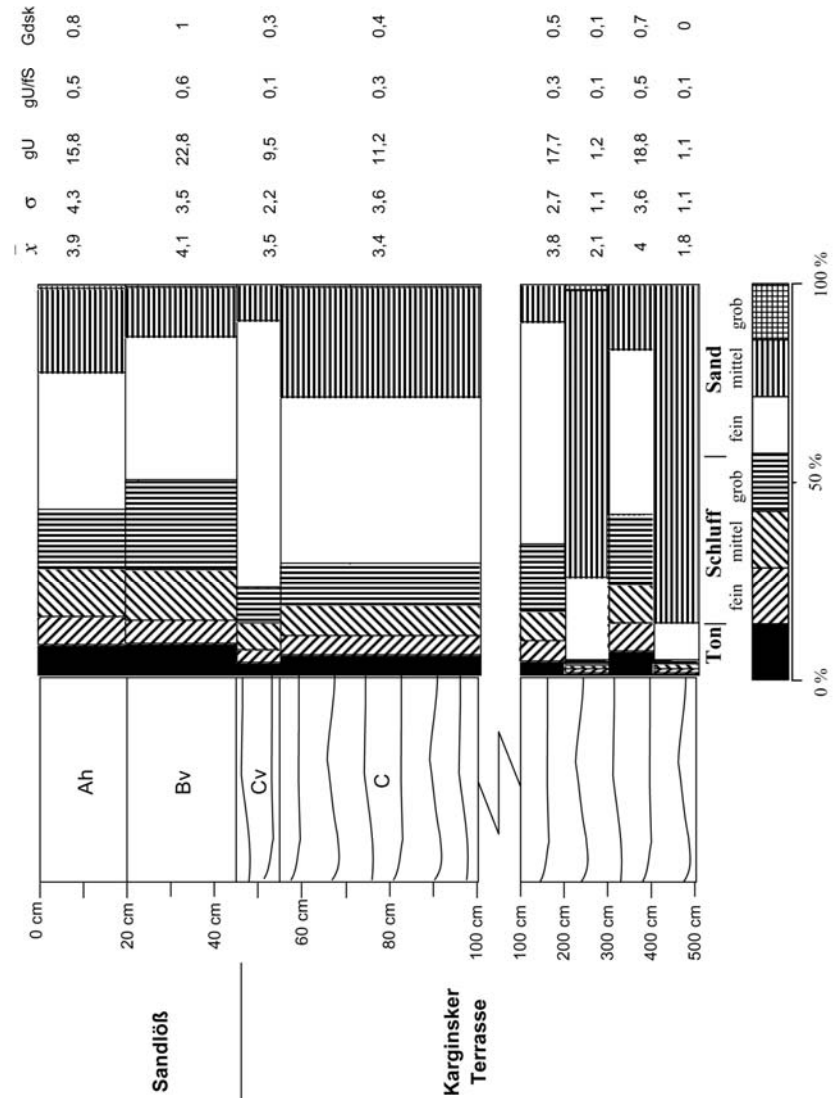 x̄ σ gU gU/fS Gdsk
3,9 4,3 15,8 0,5 0,8
4,1 3,5 22,8 0,6 1
3,5 2,2 9,5 0,1 0,3
3,4 3,6 11,2 0,3 0,4
3,8 2,7 17,7 0,3 0,5
2,1 1,1 1,2 0,1 0,1
4 3,6 18,8 0,5 0,7
1,8 1,1 1,1 0,1 0
Ah
Bv
Cv
C
0 cm
20 cm
40 cm
60 cm
80 cm
100 cm
100 cm
200 cm
300 cm
400 cm
500 cm
Sandlöß
Karginsker
Terrasse
Ton Schluff Sand
fein mittel grob fein mittel grob
0 % 50 % 100 %